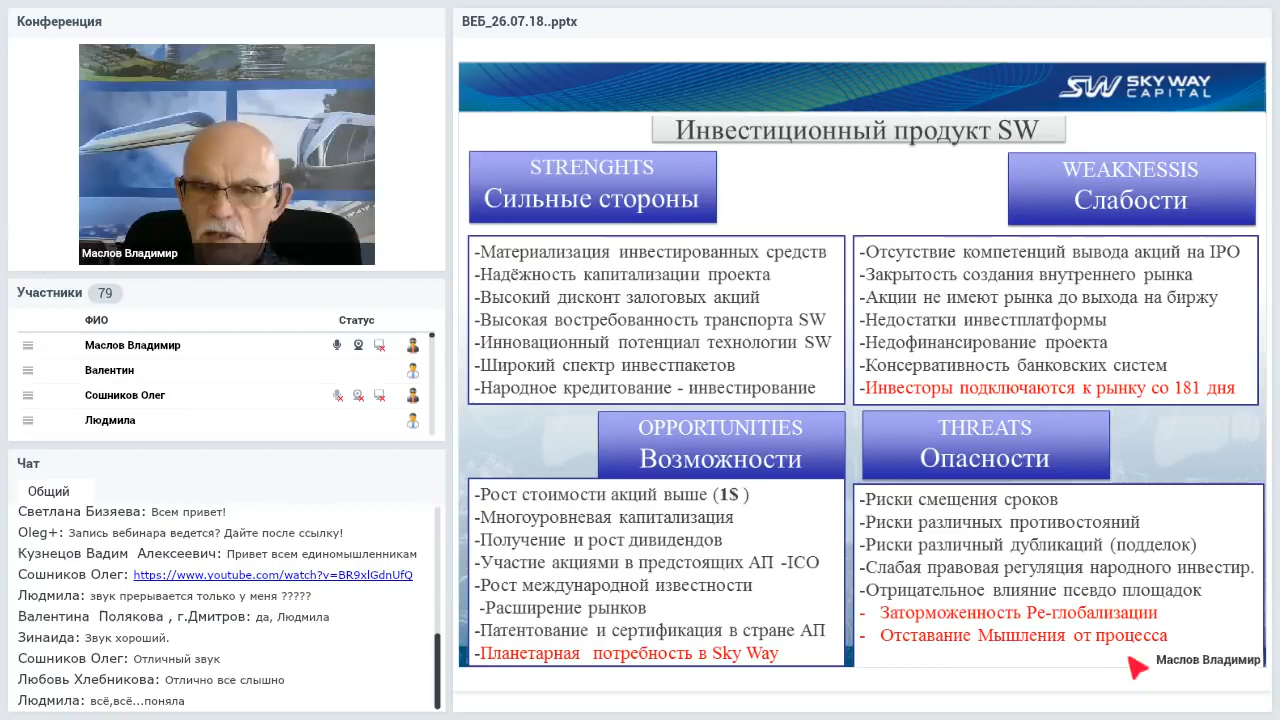 Конференция
Маслов Владимир
Участники 79
ФИО Статус
Маслов Владимир
Валентин
Сошников Олег
Людмила
Чат
Общий
Светлана Бизяева: Всем привет!
Oleg+: Запись вебинара ведется? Дайте после ссылку!
Кузнецов Вадим Алексеевич: Привет всем единомышленникам
Сошников Олег: https://www.youtube.com/watch?v=BR9xlGdnUfQ
Людмила: звук прерывается только у меня ?????
Валентина Полякова , г.Дмитров: да, Людмила
Зинаида: Звук хороший.
Сошников Олег: Отличный звук
Любовь Хлебникова: Отлично все слышно
Людмила: всё,всё...поняла
ВЕБ_26.07.18..pptx
SW SKY WAY
CAPITAL
Инвестиционный продукт SW
STRENGHTS
Сильные стороны
-Материализация инвестированных средств
-Надёжность капитализации проекта
-Высокий дисконт залоговых акций
-Высокая востребованность транспорта SW
-Инновационный потенциал технологии SW
-Широкий спектр инвестпакетов
-Народное кредитование - инвестирование
WEAKNESSIS
Слабости
-Отсутствие компетенций вывода акций на IPO
-Закрытость создания внутреннего рынка
-Акции не имеют рынка до выхода на биржу
-Недостатки инвестплатформы
-Недофинансирование проекта
-Консервативность банковских систем
-Инвесторы подключаются к рынку со 181 дня
OPPORTUNITIES
Возможности
-Рост стоимости акций выше (1$ )
-Многоуровневая капитализация
-Получение и рост дивидендов
-Участие акциями в предстоящих АП -ICO
-Рост международной известности
-Расширение рынков
-Патентование и сертификация в стране АП
-Планетарная потребность в Sky Way
THREATS
Опасности
-Риски смещения сроков
-Риски различных противостояний
-Риски различный дубликаций (подделок)
-Слабая правовая регуляция народного инвестир.
-Отрицательное влияние псевдо площадок
- Заторможенность Ре-глобализации
- Отставание Мышления от процесса
Маслов Владимир